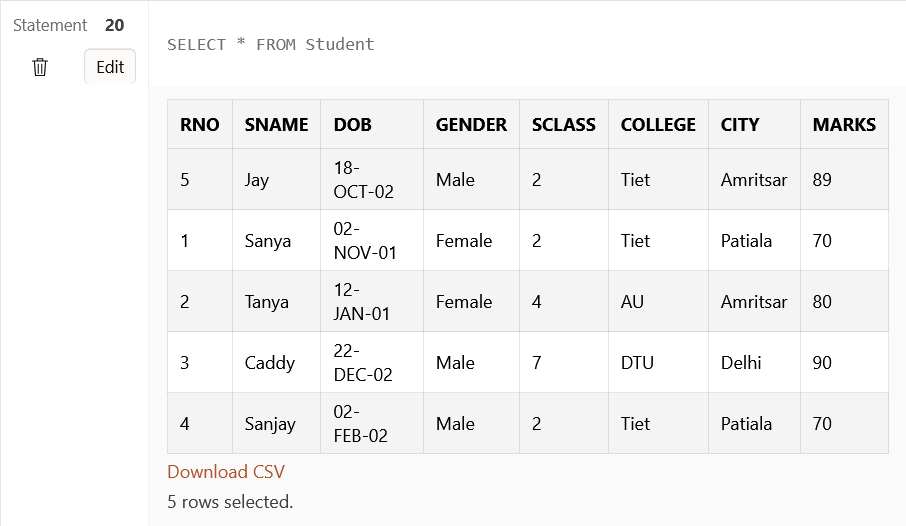 Statement 20
Edit
SELECT * FROM Student
RNO SNAME DOB GENDER SCLASS COLLEGE CITY MARKS
5 Jay 18-
OCT-02 Male 2 Tiet Amritsar 89
1 Sanya 02-
NOV-01 Female 2 Tiet Patiala 70
2 Tanya 12-
JAN-01 Female 4 AU Amritsar 80
3 Caddy 22-
DEC-02 Male 7 DTU Delhi 90
4 Sanjay 02-
FEB-02 Male 2 Tiet Patiala 70
Download CSV
5 rows selected.